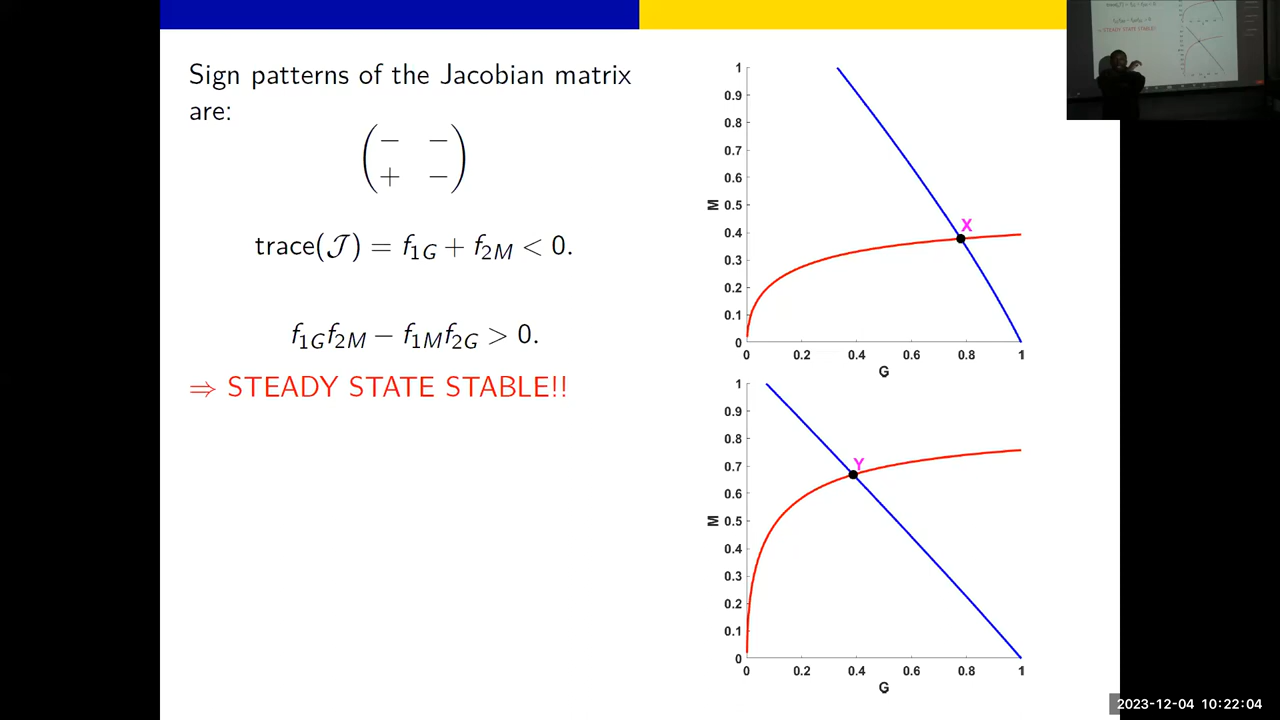 Sign patterns of the Jacobian matrix
are:
( − −
+ − )
trace(𝒥) = f₁G + f₂M < 0.
f₁G f₂M − f₁M f₂G > 0.
⇒ STEADY STATE STABLE!!
1
0.9
0.8
0.7
0.6
0.5
0.4
0.3
0.2
0.1
0
M
X
0 0.2 0.4 0.6 0.8 1
G
1
0.9
0.8
0.7
0.6
0.5
0.4
0.3
0.2
0.1
0
M
Y
0 0.2 0.4 0.6 0.8 1
G
2023-12-04 10:22:04